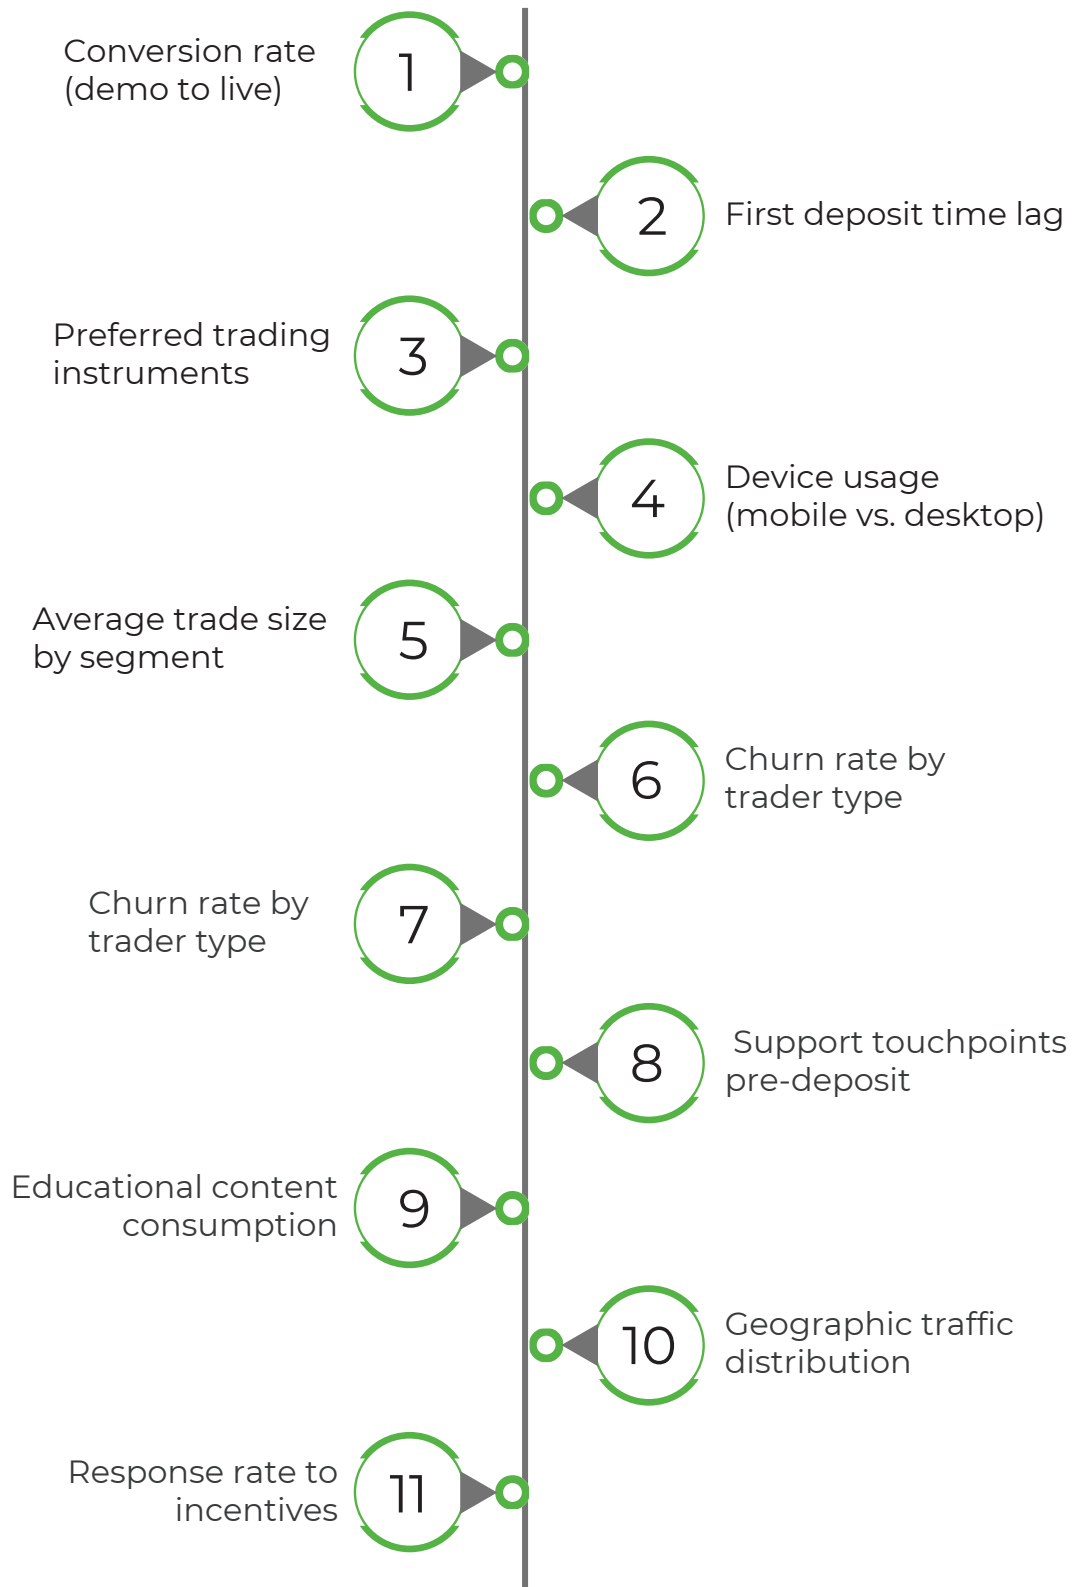 Conversion rate
(demo to live)
1
2
First deposit time lag
Preferred trading
instruments
3
4
Device usage
(mobile vs. desktop)
Average trade size
by segment
5
6
Churn rate by
trader type
Churn rate by
trader type
7
8
Support touchpoints
pre-deposit
Educational content
consumption
9
10
Geographic traffic
distribution
Response rate to
incentives
11